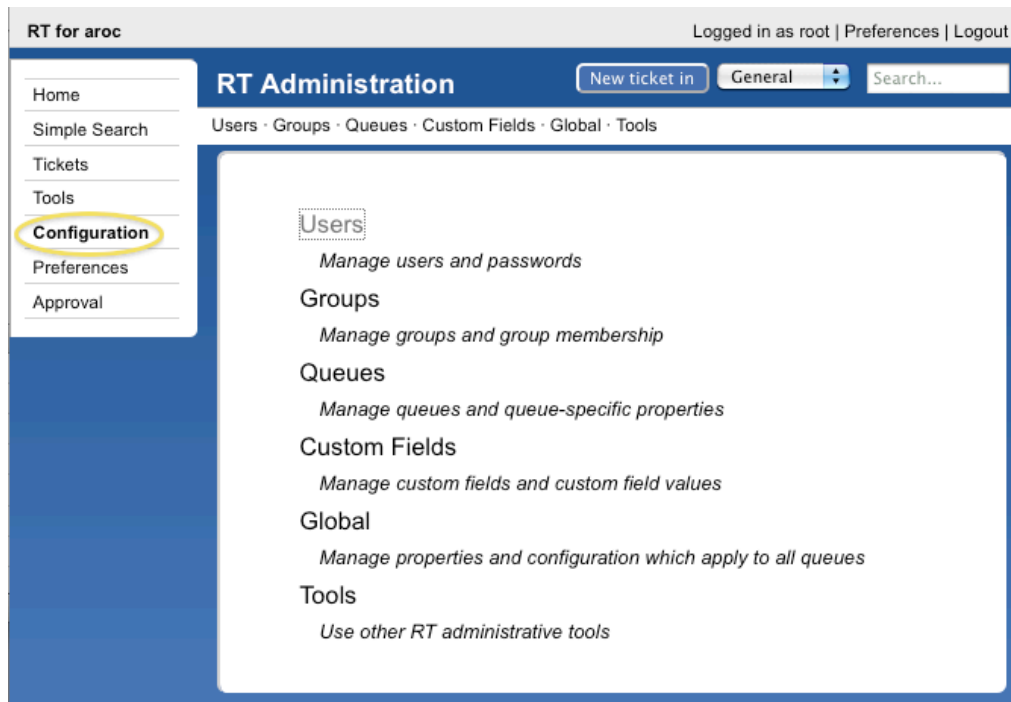 RT for aroc
Logged in as root | Preferences | Logout
RT Administration
New ticket in
General
Search...
Home
Simple Search
Tickets
Tools
Configuration
Preferences
Approval
Users · Groups · Queues · Custom Fields · Global · Tools
Users
Manage users and passwords
Groups
Manage groups and group membership
Queues
Manage queues and queue-specific properties
Custom Fields
Manage custom fields and custom field values
Global
Manage properties and configuration which apply to all queues
Tools
Use other RT administrative tools